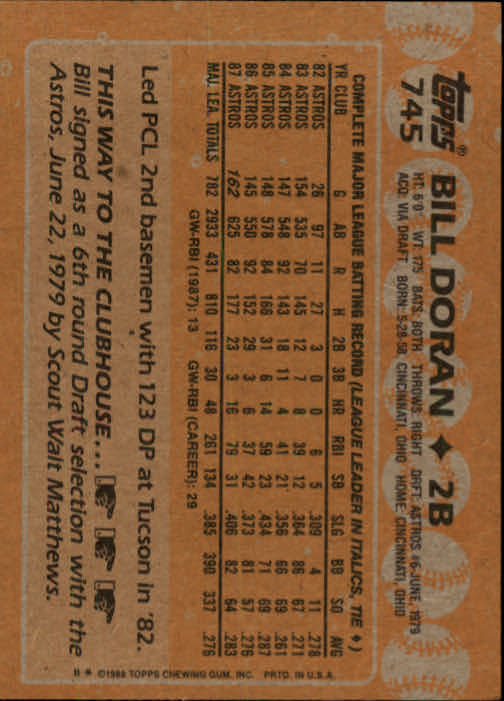 topps®
745
BILL DORAN ♦ 2B
HT: 6'0" WT: 175 BATS: BOTH THROWS: RIGHT DRFT: ASTROS #6-JUNE, 1979
ACQ: VIA DRAFT BORN: 5-28-58, CINCINNATI, OHIO HOME: CINCINNATI, OHIO
COMPLETE MAJOR LEAGUE BATTING RECORD (LEAGUE LEADER IN ITALICS, TIE ♦)
YR CLUB G AB R H 2B 3B HR RBI SB SLG BB SO AVG
82 ASTROS 26 97 11 27 3 0 0 6 5 .309 4 11 .278
83 ASTROS 154 535 70 145 12 7 8 39 12 .364 86 67 .271
84 ASTROS 147 548 92 143 18 11 4 41 21 .356 66 69 .261
85 ASTROS 148 578 84 166 31 6 14 59 23 .434 71 69 .287
86 ASTROS 145 550 92 152 29 3 6 37 42 .373 81 57 .276
87 ASTROS 162 625 82 177 23 3 16 79 31 .406 82 64 .283
MAJ. LEA. TOTALS 782 2933 431 810 116 30 48 261 134 .385 390 337 .276
GW-RBI (1987): 13 GW-RBI (CAREER): 29
Led PCL 2nd basemen with 123 DP at Tucson in '82.
THIS WAY TO THE CLUBHOUSE...
Bill signed as a 6th round Draft selection with the
Astros, June 22, 1979 by Scout Walt Matthews.
©1988 TOPPS CHEWING GUM, INC. PRTD. IN U.S.A.